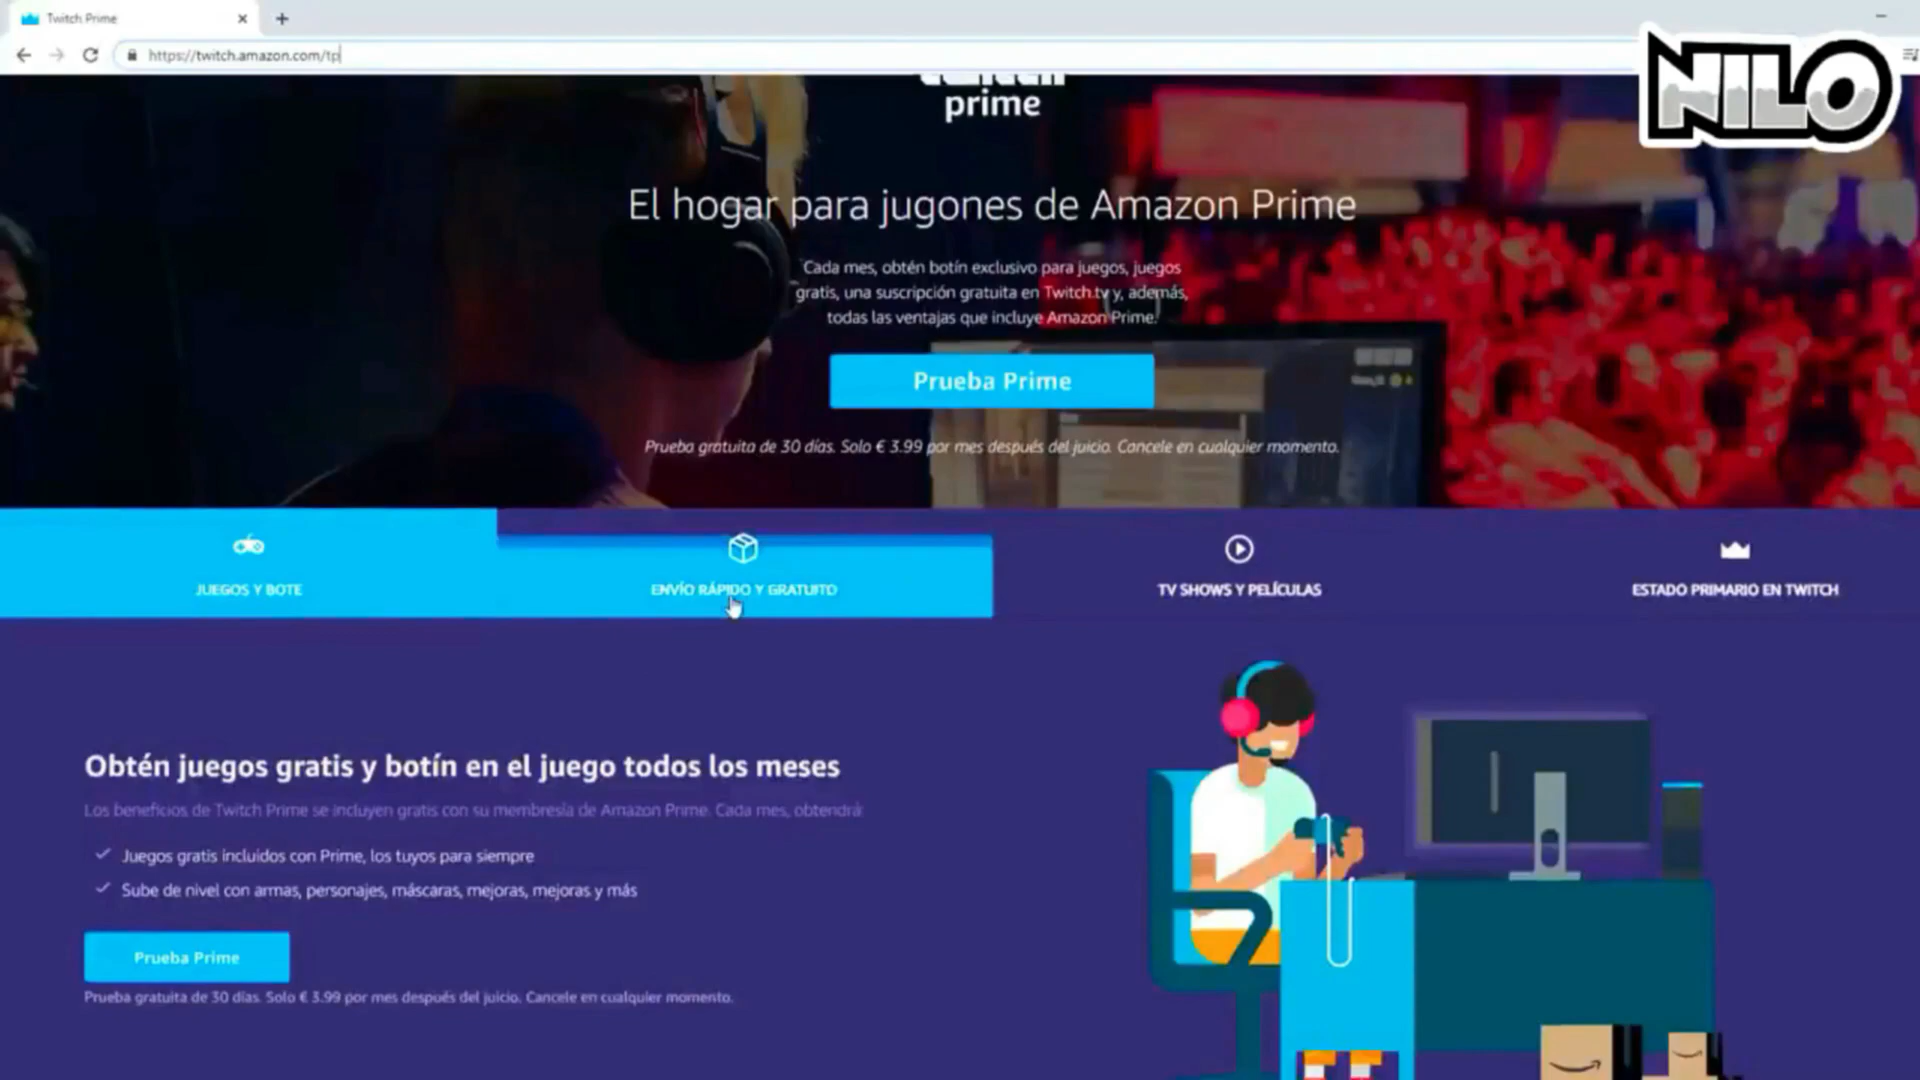 Twitch Prime
https://twitch.amazon.com/tp
NILO
twitch
prime
El hogar para jugones de Amazon Prime
Cada mes, obtén botín exclusivo para juegos, juegos
gratis, una suscripción gratuita en Twitch.tv y, además,
todas las ventajas que incluye Amazon Prime.
Prueba Prime
Prueba gratuita de 30 días. Solo € 3.99 por mes después del juicio. Cancele en cualquier momento.
JUEGOS Y BOTE
ENVÍO RÁPIDO Y GRATUITO
TV SHOWS Y PELÍCULAS
ESTADO PRIMARIO EN TWITCH
Obtén juegos gratis y botín en el juego todos los meses
Los beneficios de Twitch Prime se incluyen gratis con su membresía de Amazon Prime. Cada mes, obtendrá:
Juegos gratis incluidos con Prime, los tuyos para siempre
Sube de nivel con armas, personajes, máscaras, mejoras, mejoras y más
Prueba Prime
Prueba gratuita de 30 días. Solo € 3.99 por mes después del juicio. Cancele en cualquier momento.